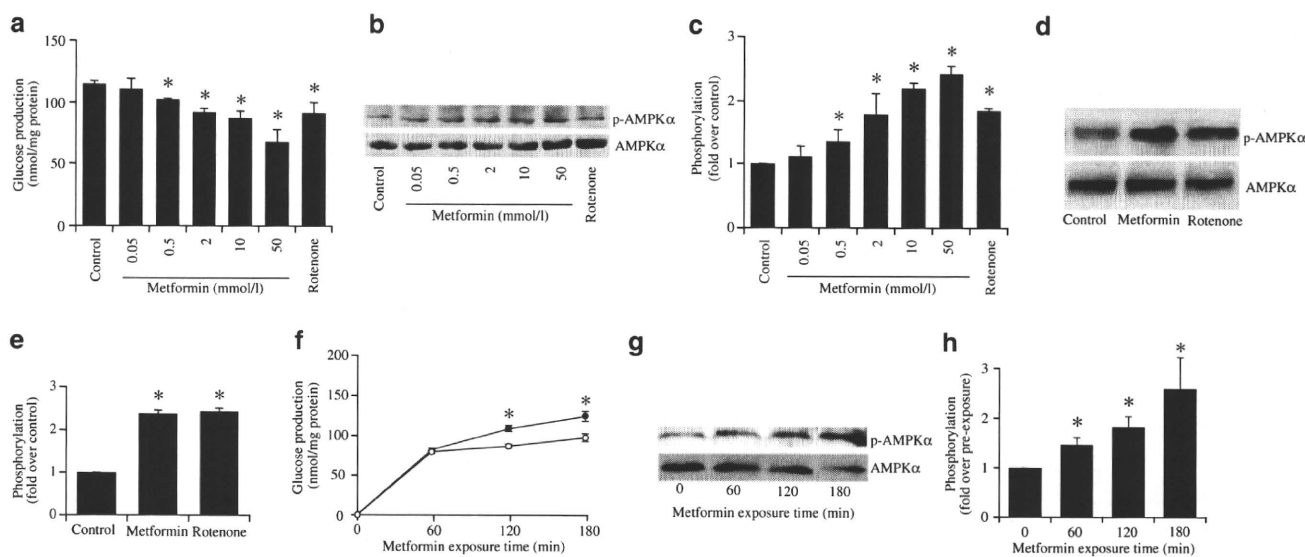 a
Glucose production
(nmol/mg protein)
150
100
50
0
*
*
*
*
*
Control
0.05
0.5
2
10
50
Rotenone
Metformin (mmol/l)
b
p-AMPKα
AMPKα
Control
0.05
0.5
2
10
50
Rotenone
Metformin (mmol/l)
c
Phosphorylation
(fold over control)
3
2
1
0
*
*
*
*
*
Control
0.05
0.5
2
10
50
Rotenone
Metformin (mmol/l)
d
p-AMPKα
AMPKα
Control Metformin Rotenone
e
Phosphorylation
(fold over control)
3
2
1
0
* *
Control Metformin Rotenone
f
Glucose production
(nmol/mg protein)
200
150
100
50
0
* *
0 60 120 180
Metformin exposure time (min)
g
p-AMPKα
AMPKα
0 60 120 180
Metformin exposure time (min)
h
Phosphorylation
(fold over pre-exposure)
3
2
1
0
*
*
*
0 60 120 180
Metformin exposure time (min)